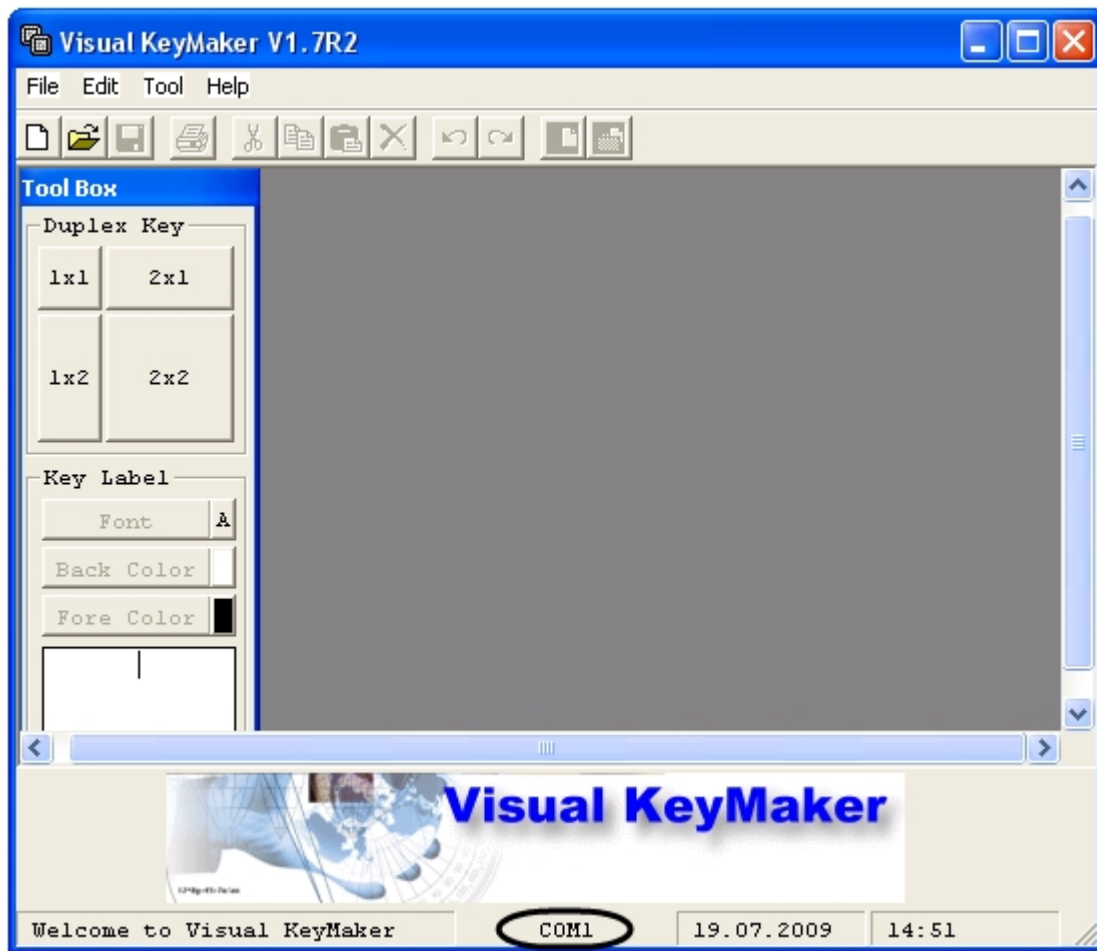 Visual KeyMaker V1.7R2
File Edit Tool Help
Tool Box
Duplex Key
1x1 2x1
1x2 2x2
Key Label
Font A
Back Color
Fore Color
Visual KeyMaker
Welcome to Visual KeyMaker COM1 19.07.2009 14:51